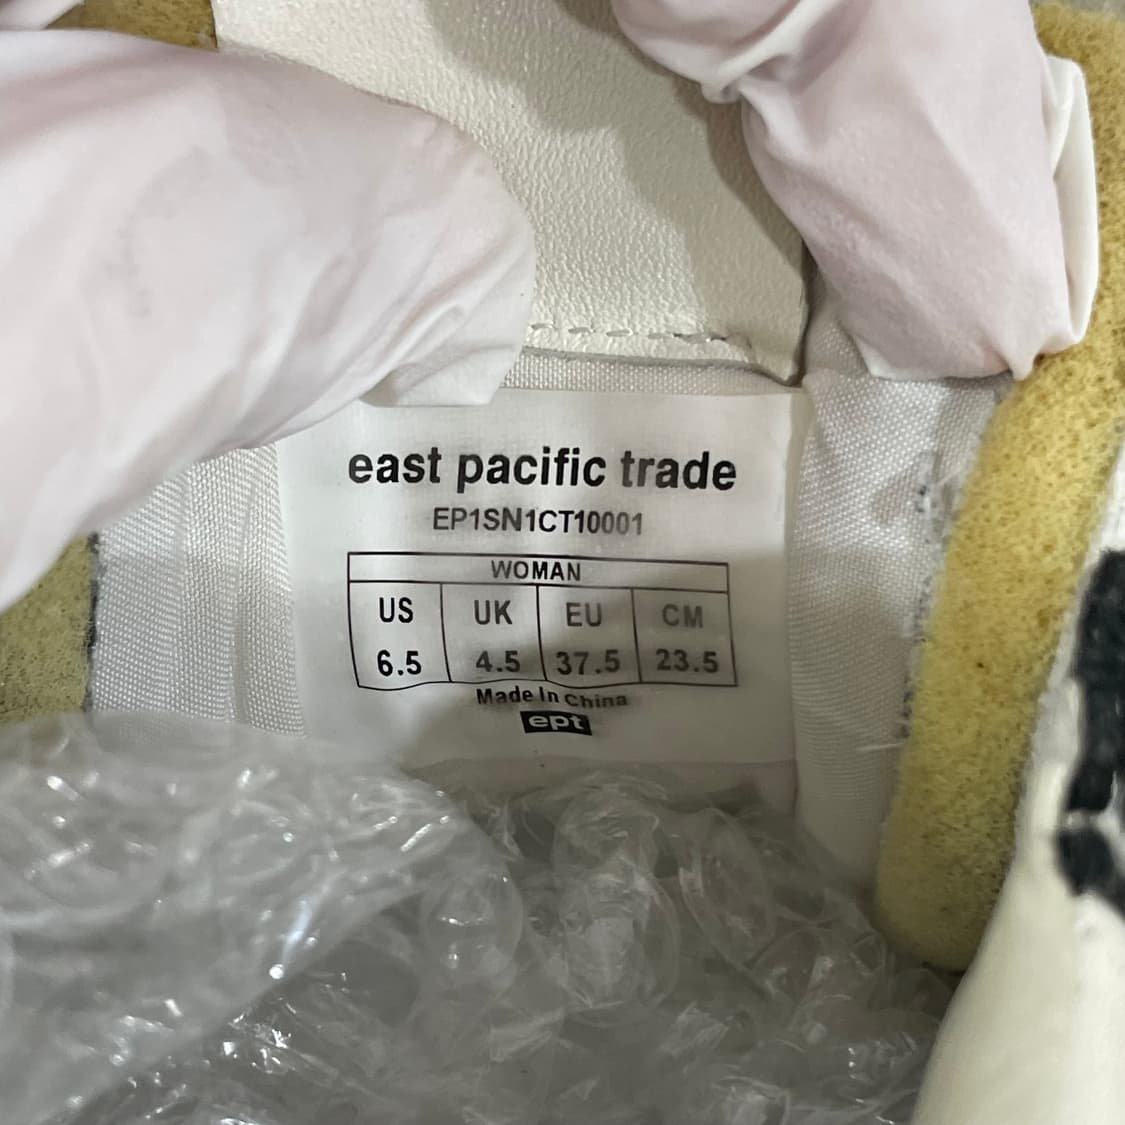 east pacific trade
EP1SN1CT10001
WOMAN
US UK EU CM
6.5 4.5 37.5 23.5
Made In China
ept